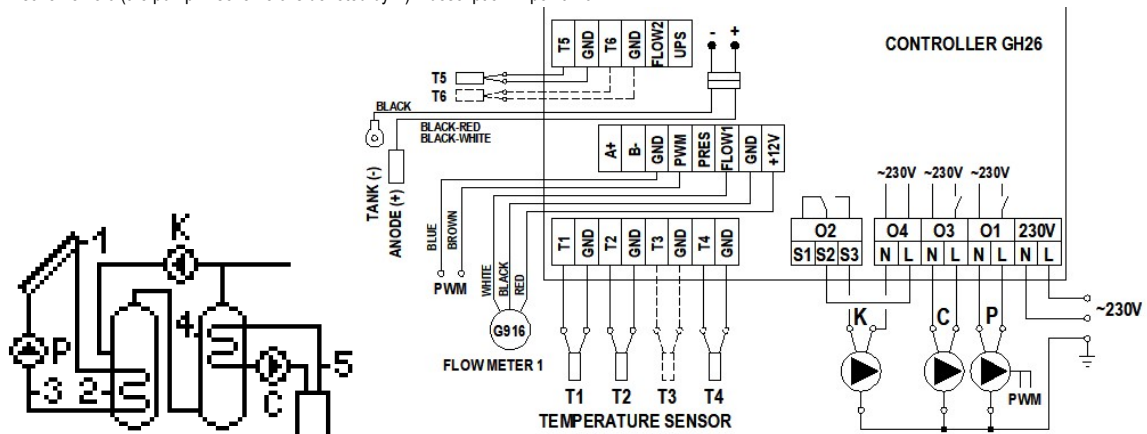 CONTROLLER GH26
- +
T5 GND T6 GND FLOW2 UPS
T5
T6
BLACK
BLACK-RED
BLACK-WHITE
TANK (-)
ANODE (+)
A+ B- GND PWM PRES FLOW1 GND +12V
BLUE
BROWN
WHITE
BLACK
RED
PWM
G916
FLOW METER 1
T1 GND T2 GND T3 GND T4 GND
T1 T2 T3 T4
TEMPERATURE SENSOR
~230V ~230V ~230V
O2 O4 O3 O1 230V
S1 S2 S3 N L N L N L N L
K C P
~230V
PWM
K
1
4
P
5
3 2
C